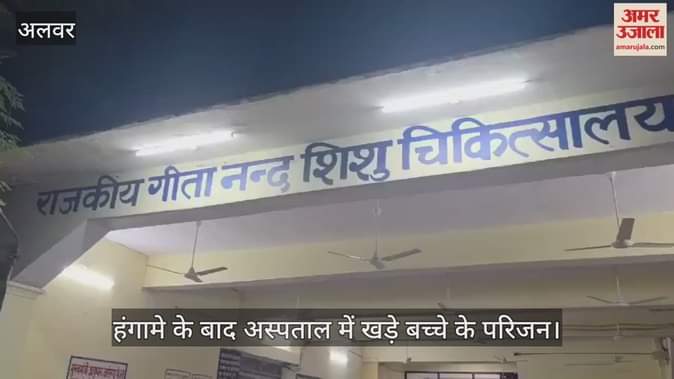 अलवर
अमर
उजाला
amarujala.com
राजकीय गीता नन्द शिशु चिकित्सालय
हंगामे के बाद अस्पताल में खड़े बच्चे के परिजन।